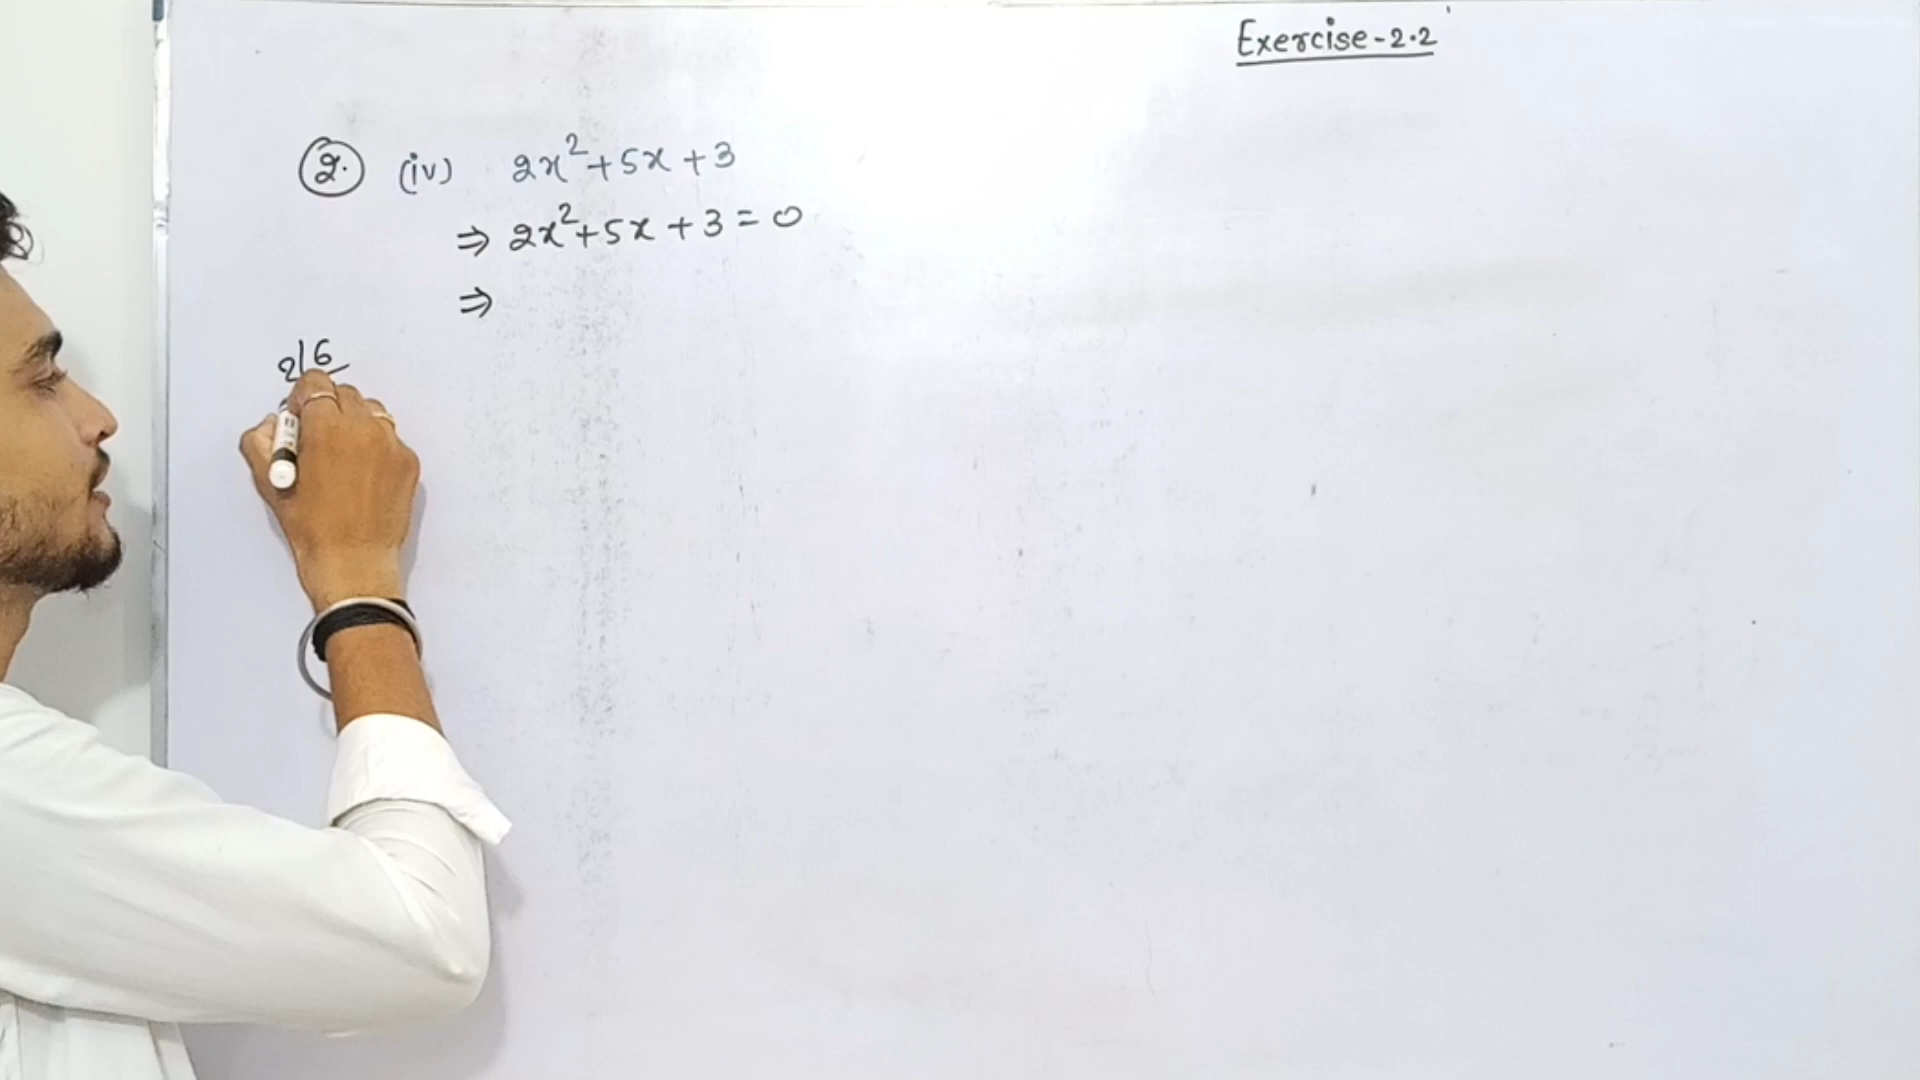 Exercise-2.2
2. (iv) 2x²+5x+3
⇒ 2x²+5x+3=0
⇒
2|6